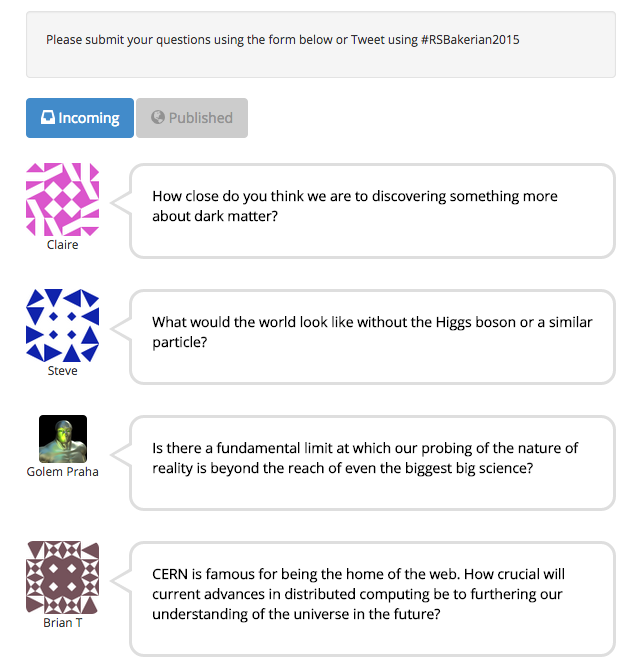 Please submit your questions using the form below or Tweet using #RSBakerian2015
Incoming
Published
How close do you think we are to discovering something more
about dark matter?
Claire
What would the world look like without the Higgs boson or a similar
particle?
Steve
Is there a fundamental limit at which our probing of the nature of
reality is beyond the reach of even the biggest big science?
Golem Praha
CERN is famous for being the home of the web. How crucial will
current advances in distributed computing be to furthering our
understanding of the universe in the future?
Brian T